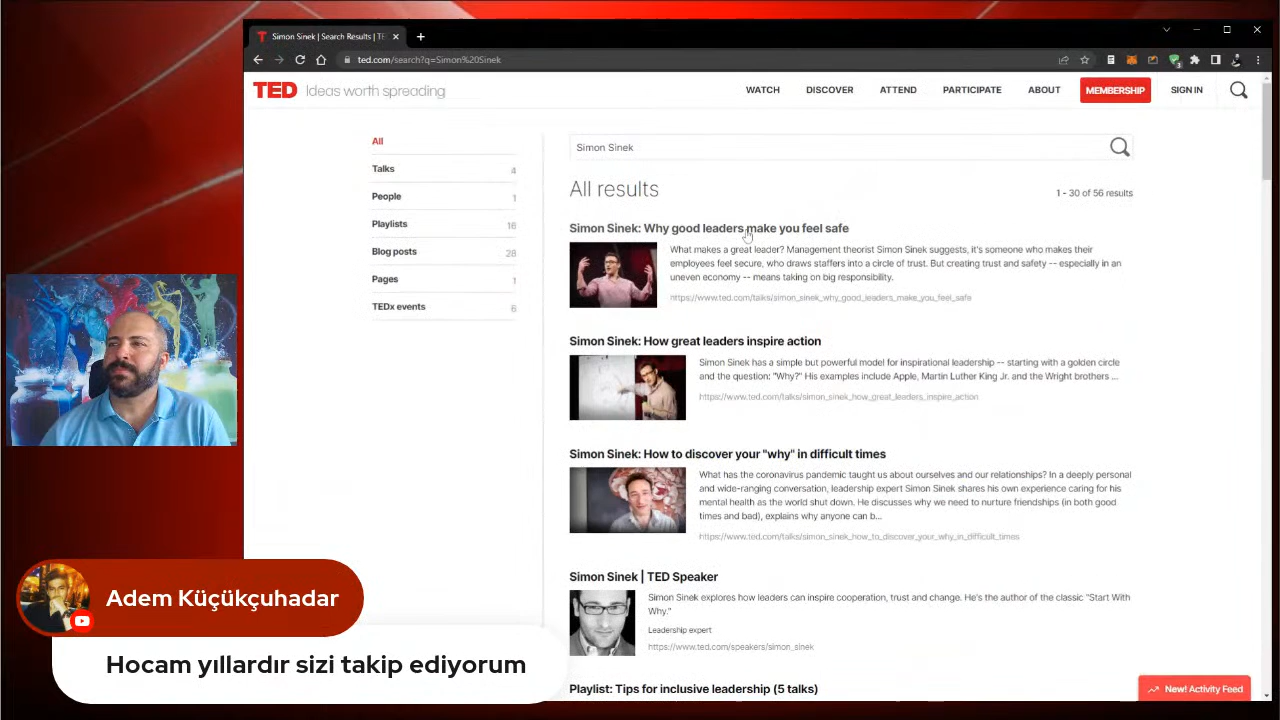 Simon Sinek | Search Results | TE
ted.com/search?q=Simon%20Sinek
TED Ideas worth spreading
WATCH DISCOVER ATTEND PARTICIPATE ABOUT MEMBERSHIP SIGN IN
All
Talks 4
People 1
Playlists 16
Blog posts 28
Pages 1
TEDx events 6
Simon Sinek
All results
1 - 30 of 56 results
Simon Sinek: Why good leaders make you feel safe
What makes a great leader? Management theorist Simon Sinek suggests, it's someone who makes their
employees feel secure, who draws staffers into a circle of trust. But creating trust and safety -- especially in an
uneven economy -- means taking on big responsibility.
https://www.ted.com/talks/simon_sinek_why_good_leaders_make_you_feel_safe
Simon Sinek: How great leaders inspire action
Simon Sinek has a simple but powerful model for inspirational leadership -- starting with a golden circle
and the question: "Why?" His examples include Apple, Martin Luther King Jr. and the Wright brothers ...
https://www.ted.com/talks/simon_sinek_how_great_leaders_inspire_action
Simon Sinek: How to discover your "why" in difficult times
What has the coronavirus pandemic taught us about ourselves and our relationships? In a deeply personal
and wide-ranging conversation, leadership expert Simon Sinek shares his own experience caring for his
mental health as the world shut down. He discusses why we need to nurture friendships (in both good
times and bad), explains why anyone can b...
https://www.ted.com/talks/simon_sinek_how_to_discover_your_why_in_difficult_times
Simon Sinek | TED Speaker
Simon Sinek explores how leaders can inspire cooperation, trust and change. He's the author of the classic "Start With
Why."
Leadership expert
https://www.ted.com/speakers/simon_sinek
Playlist: Tips for inclusive leadership (5 talks)
New! Activity Feed
Adem Küçükçuhadar
Hocam yıllardır sizi takip ediyorum